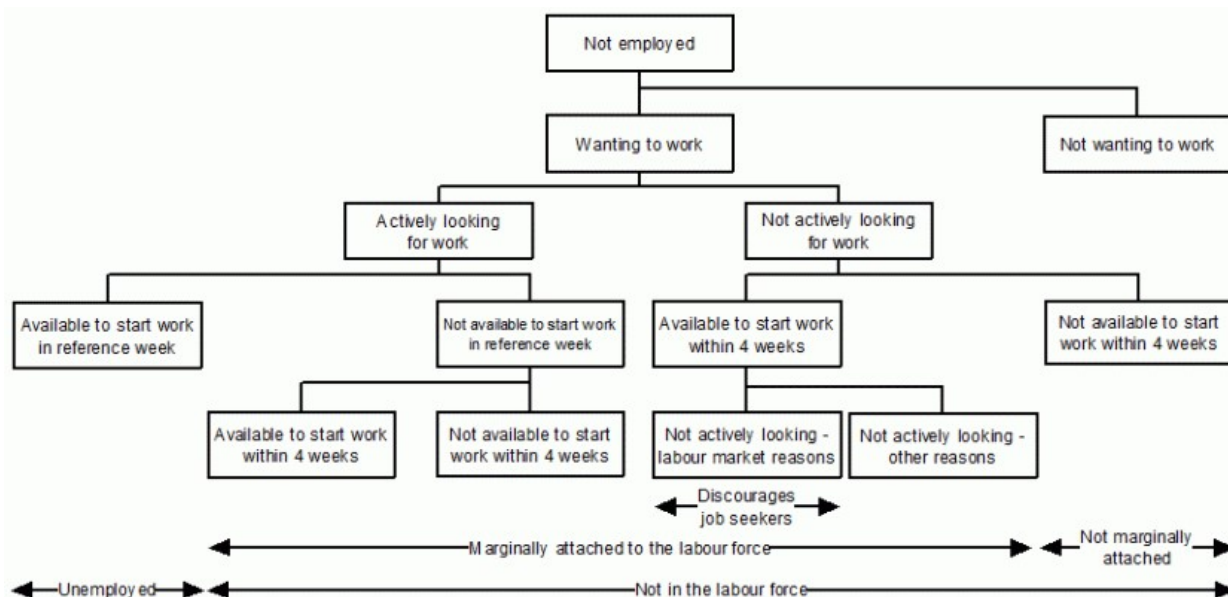 Not employed
Wanting to work
Not wanting to work
Actively looking
for work
Not actively looking
for work
Available to start work
in reference week
Not available to start work
in reference week
Available to start work
within 4 weeks
Not available to start
work within 4 weeks
Available to start work
within 4 weeks
Not available to start
work within 4 weeks
Not actively looking -
labour market reasons
Not actively looking -
other reasons
Discourages
job seekers
Marginally attached to the labour force
Not marginally
attached
Unemployed
Not in the labour force